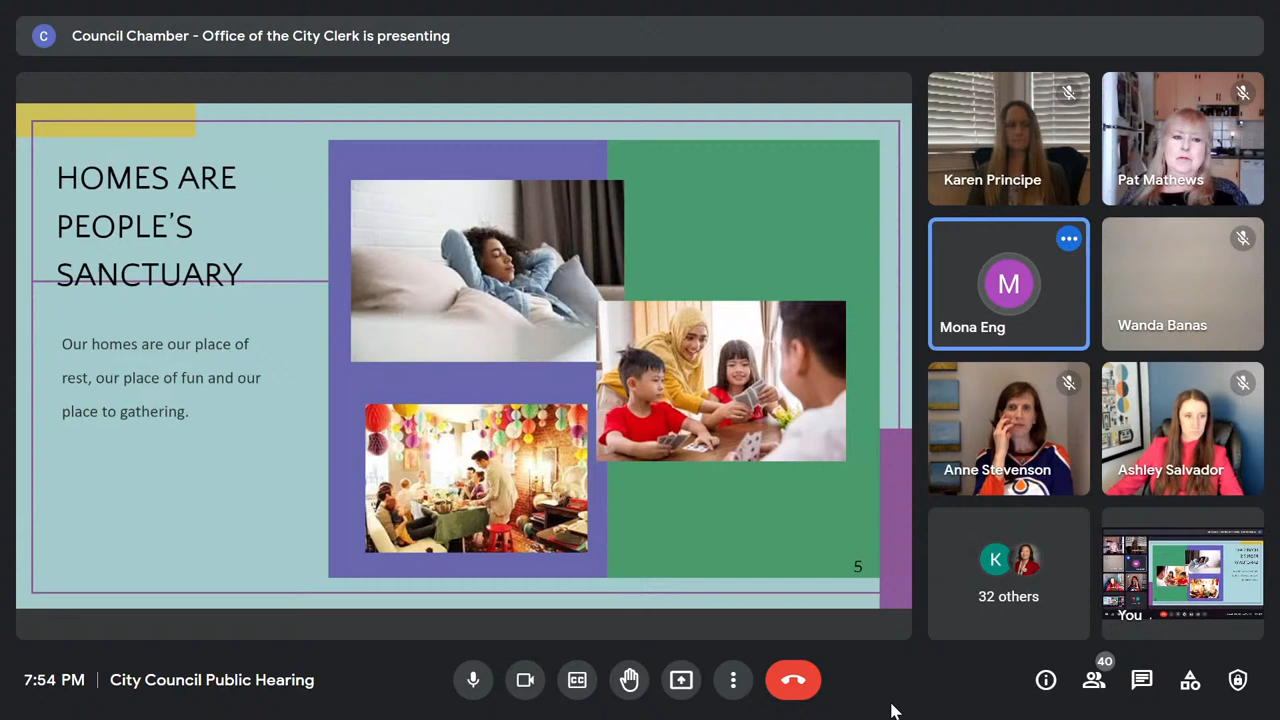 C
Council Chamber - Office of the City Clerk is presenting
HOMES ARE
PEOPLE'S
SANCTUARY
Our homes are our place of
rest, our place of fun and our
place to gathering.
5
Karen Principe
Pat Mathews
M
Mona Eng
Wanda Banas
Anne Stevenson
Ashley Salvador
K
32 others
You
7:54 PM | City Council Public Hearing
CC
40